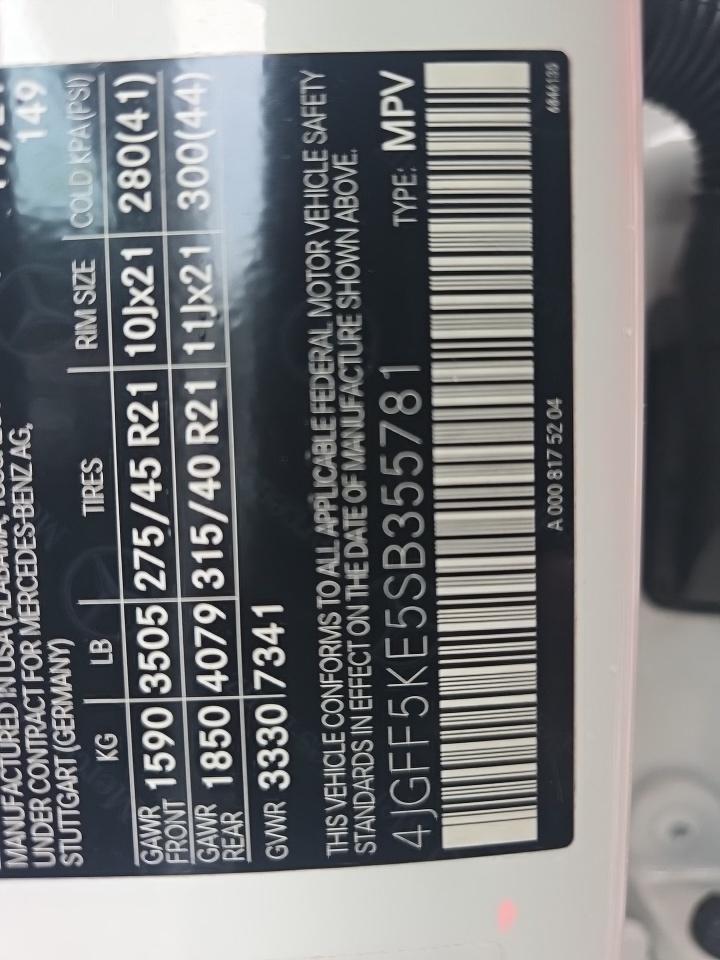 149
MANUFACTURED IN USA (ALABAMA,
UNDER CONTRACT FOR MERCEDES-BENZ AG,
STUTTGART (GERMANY)
KG LB TIRES RIM SIZE COLD KPA (PSI)
GAWR FRONT 1590 3505 275/45 R21 10Jx21 280(41)
GAWR REAR 1850 4079 315/40 R21 11Jx21 300(44)
GVWR 3330 7341
THIS VEHICLE CONFORMS TO ALL APPLICABLE FEDERAL MOTOR VEHICLE SAFETY
STANDARDS IN EFFECT ON THE DATE OF MANUFACTURE SHOWN ABOVE.
4JGFF5KE5SB355781 TYPE: MPV
A 000 817 52 04
6846135